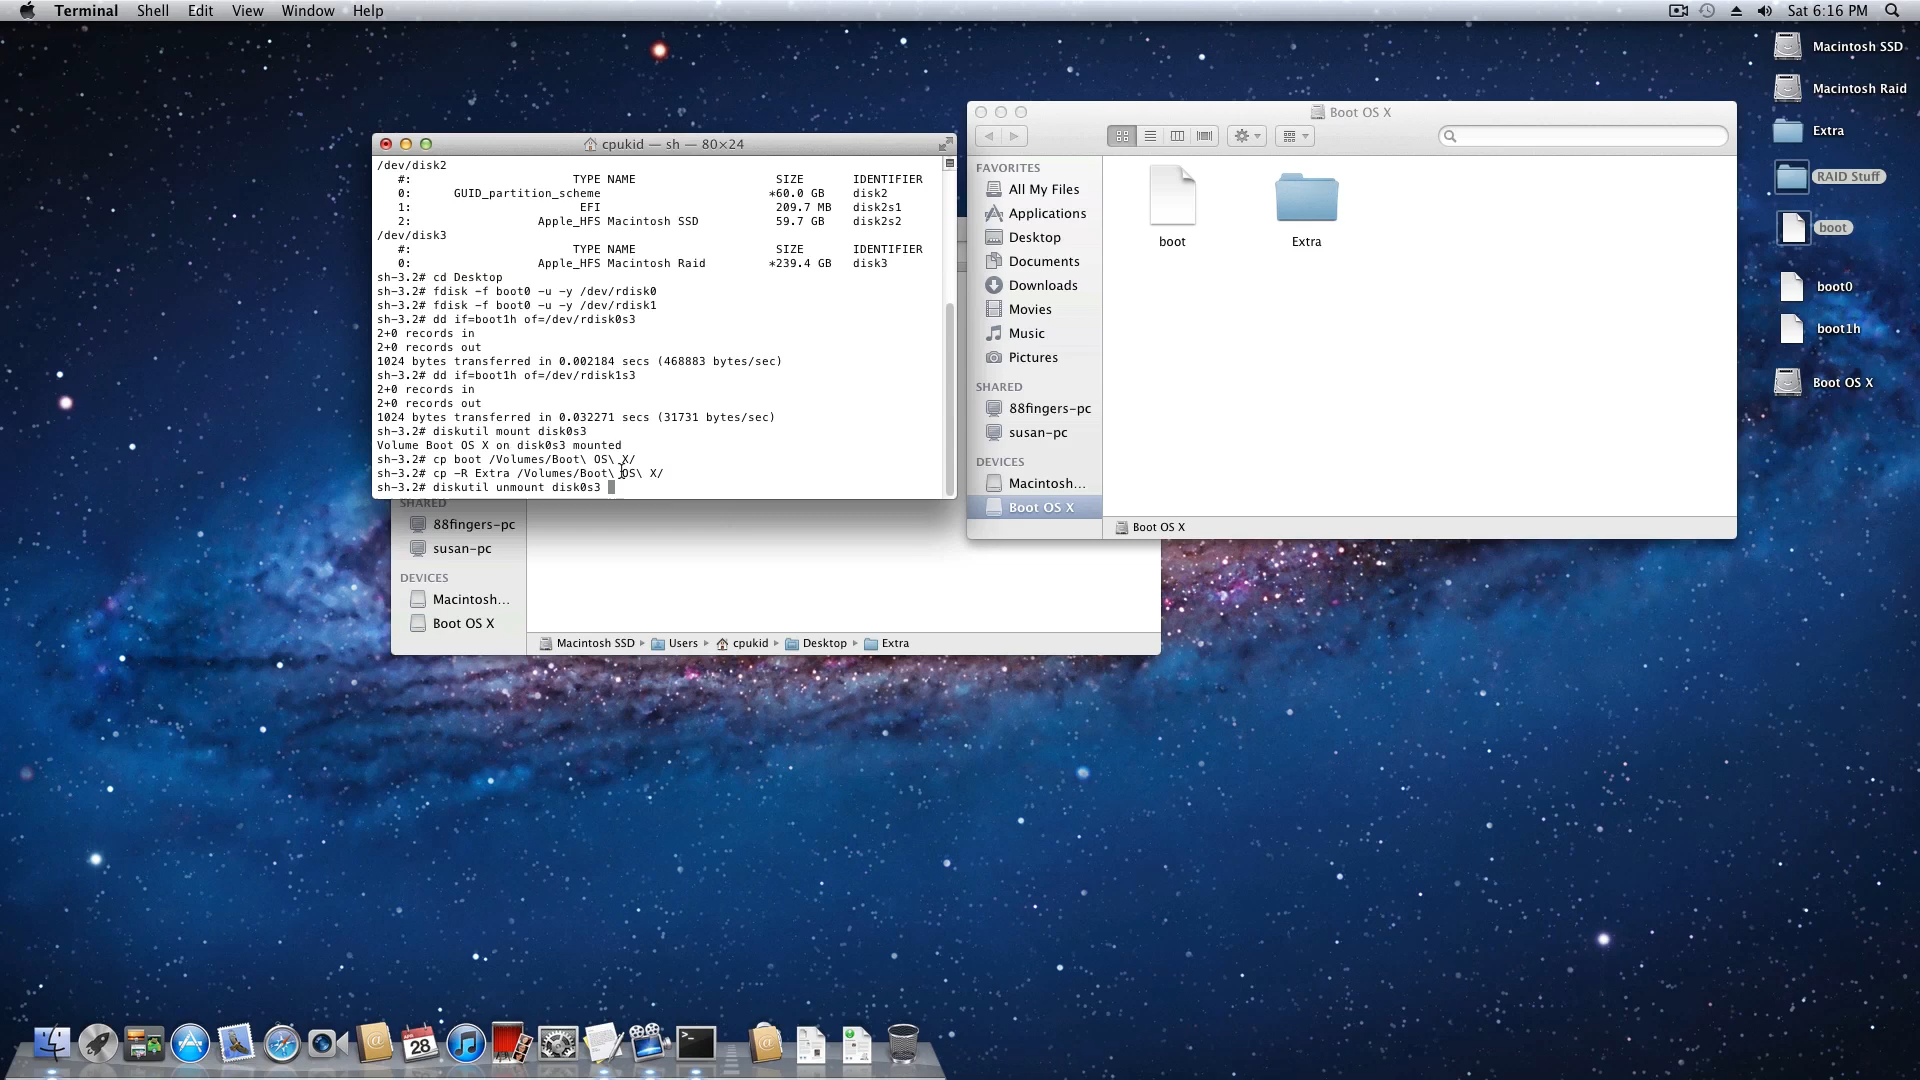 Terminal Shell Edit View Window Help
Sat 6:16 PM
Macintosh SSD
Macintosh Raid
Extra
RAID Stuff
boot
boot0
boot1h
Boot OS X
cpukid — sh — 80×24
/dev/disk2
#: TYPE NAME SIZE IDENTIFIER
0: GUID_partition_scheme *60.0 GB disk2
1: EFI 209.7 MB disk2s1
2: Apple_HFS Macintosh SSD 59.7 GB disk2s2
/dev/disk3
#: TYPE NAME SIZE IDENTIFIER
0: Apple_HFS Macintosh Raid *239.4 GB disk3
sh-3.2# cd Desktop
sh-3.2# fdisk -f boot0 -u -y /dev/rdisk0
sh-3.2# fdisk -f boot0 -u -y /dev/rdisk1
sh-3.2# dd if=boot1h of=/dev/rdisk0s3
2+0 records in
2+0 records out
1024 bytes transferred in 0.002184 secs (468883 bytes/sec)
sh-3.2# dd if=boot1h of=/dev/rdisk1s3
2+0 records in
2+0 records out
1024 bytes transferred in 0.032271 secs (31731 bytes/sec)
sh-3.2# diskutil mount disk0s3
Volume Boot OS X on disk0s3 mounted
sh-3.2# cp boot /Volumes/Boot\ OS\ X/
sh-3.2# cp -R Extra /Volumes/Boot\ OS\ X/
sh-3.2# diskutil unmount disk0s3
SHARED
88fingers-pc
susan-pc
DEVICES
Macintosh...
Boot OS X
Macintosh SSD Users cpukid Desktop Extra
Boot OS X
FAVORITES
All My Files
Applications
Desktop
Documents
Downloads
Movies
Music
Pictures
SHARED
88fingers-pc
susan-pc
DEVICES
Macintosh...
Boot OS X
boot
Extra
Boot OS X
28